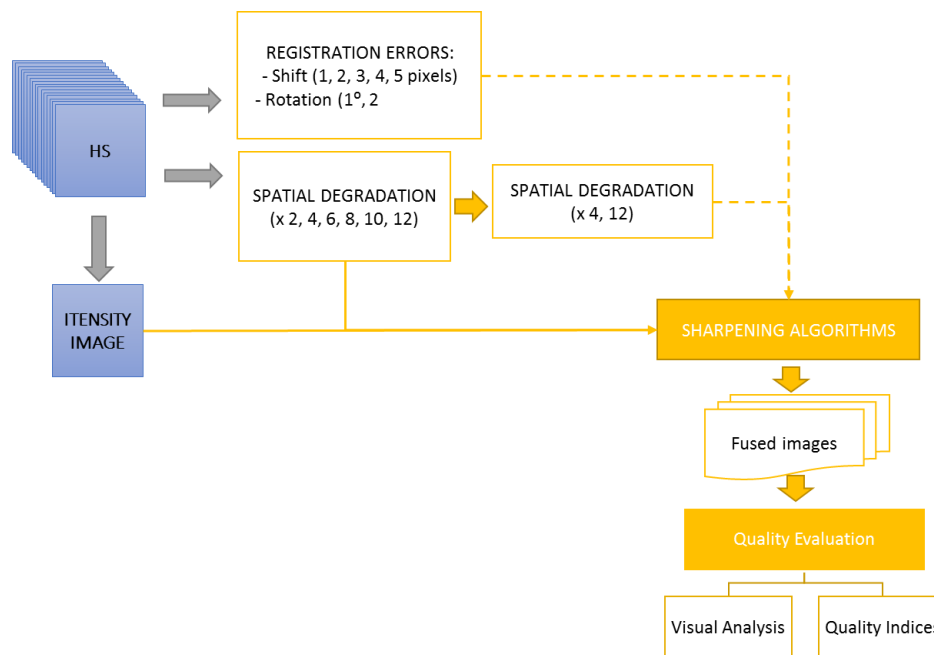 REGISTRATION ERRORS:
- Shift (1, 2, 3, 4, 5 pixels)
- Rotation (1º, 2
HS
SPATIAL DEGRADATION
(x 2, 4, 6, 8, 10, 12)
SPATIAL DEGRADATION
(x 4, 12)
ITENSITY
IMAGE
SHARPENING ALGORITHMS
Fused images
Quality Evaluation
Visual Analysis
Quality Indices